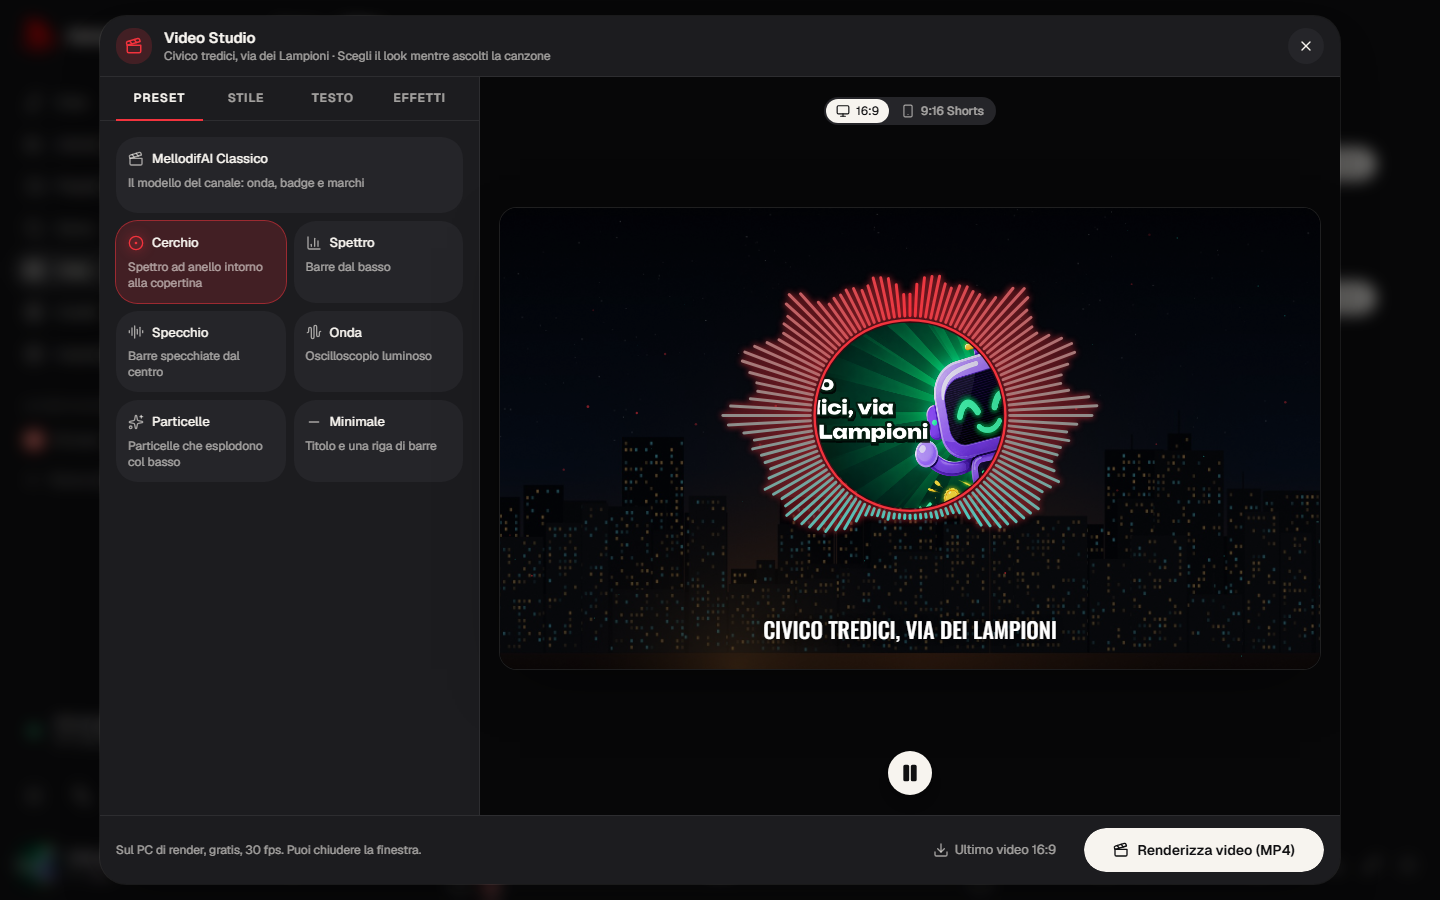 Video Studio
Civico tredici, via dei Lampioni · Scegli il look mentre ascolti la canzone
PRESET
STILE
TESTO
EFFETTI
MellodifAI Classico
Il modello del canale: onda, badge e marchi
Cerchio
Spettro ad anello intorno
alla copertina
Spettro
Barre dal basso
Specchio
Barre specchiate dal
centro
Onda
Oscilloscopio luminoso
Particelle
Particelle che esplodono
col basso
Minimale
Titolo e una riga di barre
16:9
9:16 Shorts
o
lici, via
Lampioni
CIVICO TREDICI, VIA DEI LAMPIONI
Sul PC di render, gratis, 30 fps. Puoi chiudere la finestra.
Ultimo video 16:9
Renderizza video (MP4)